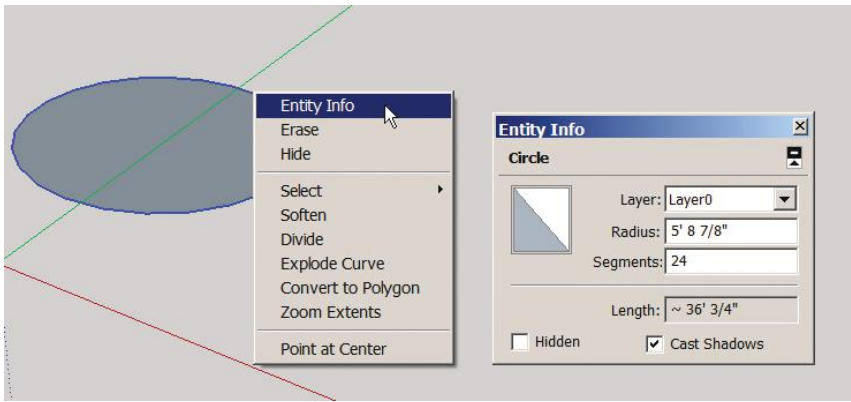 Entity Info
Erase
Hide
Select
Soften
Divide
Explode Curve
Convert to Polygon
Zoom Extents
Point at Center
Entity Info
Circle
Layer: Layer0
Radius: 5' 8 7/8"
Segments: 24
Length: ~ 36' 3/4"
Hidden Cast Shadows